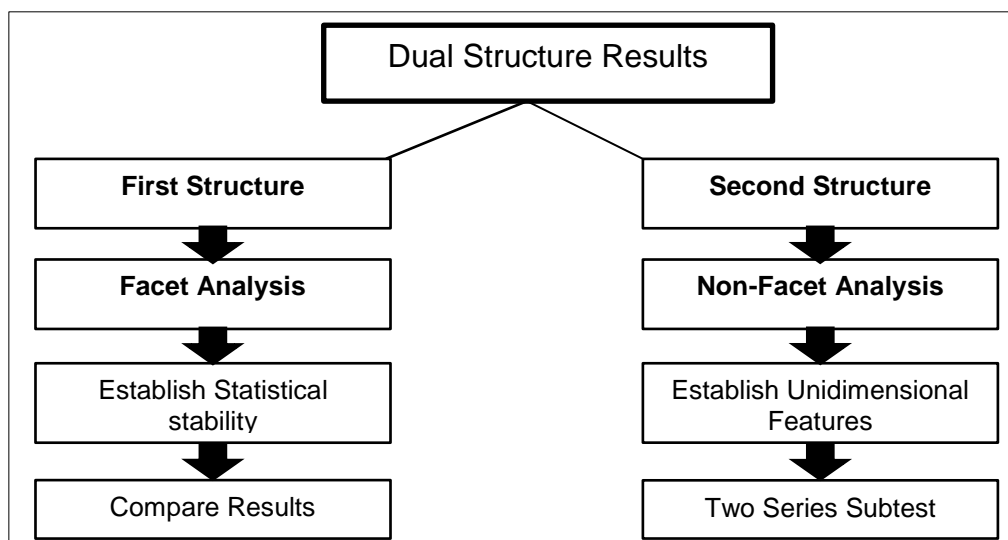 Dual Structure Results
First Structure
Facet Analysis
Establish Statistical
stability
Compare Results
Second Structure
Non-Facet Analysis
Establish Unidimensional
Features
Two Series Subtest